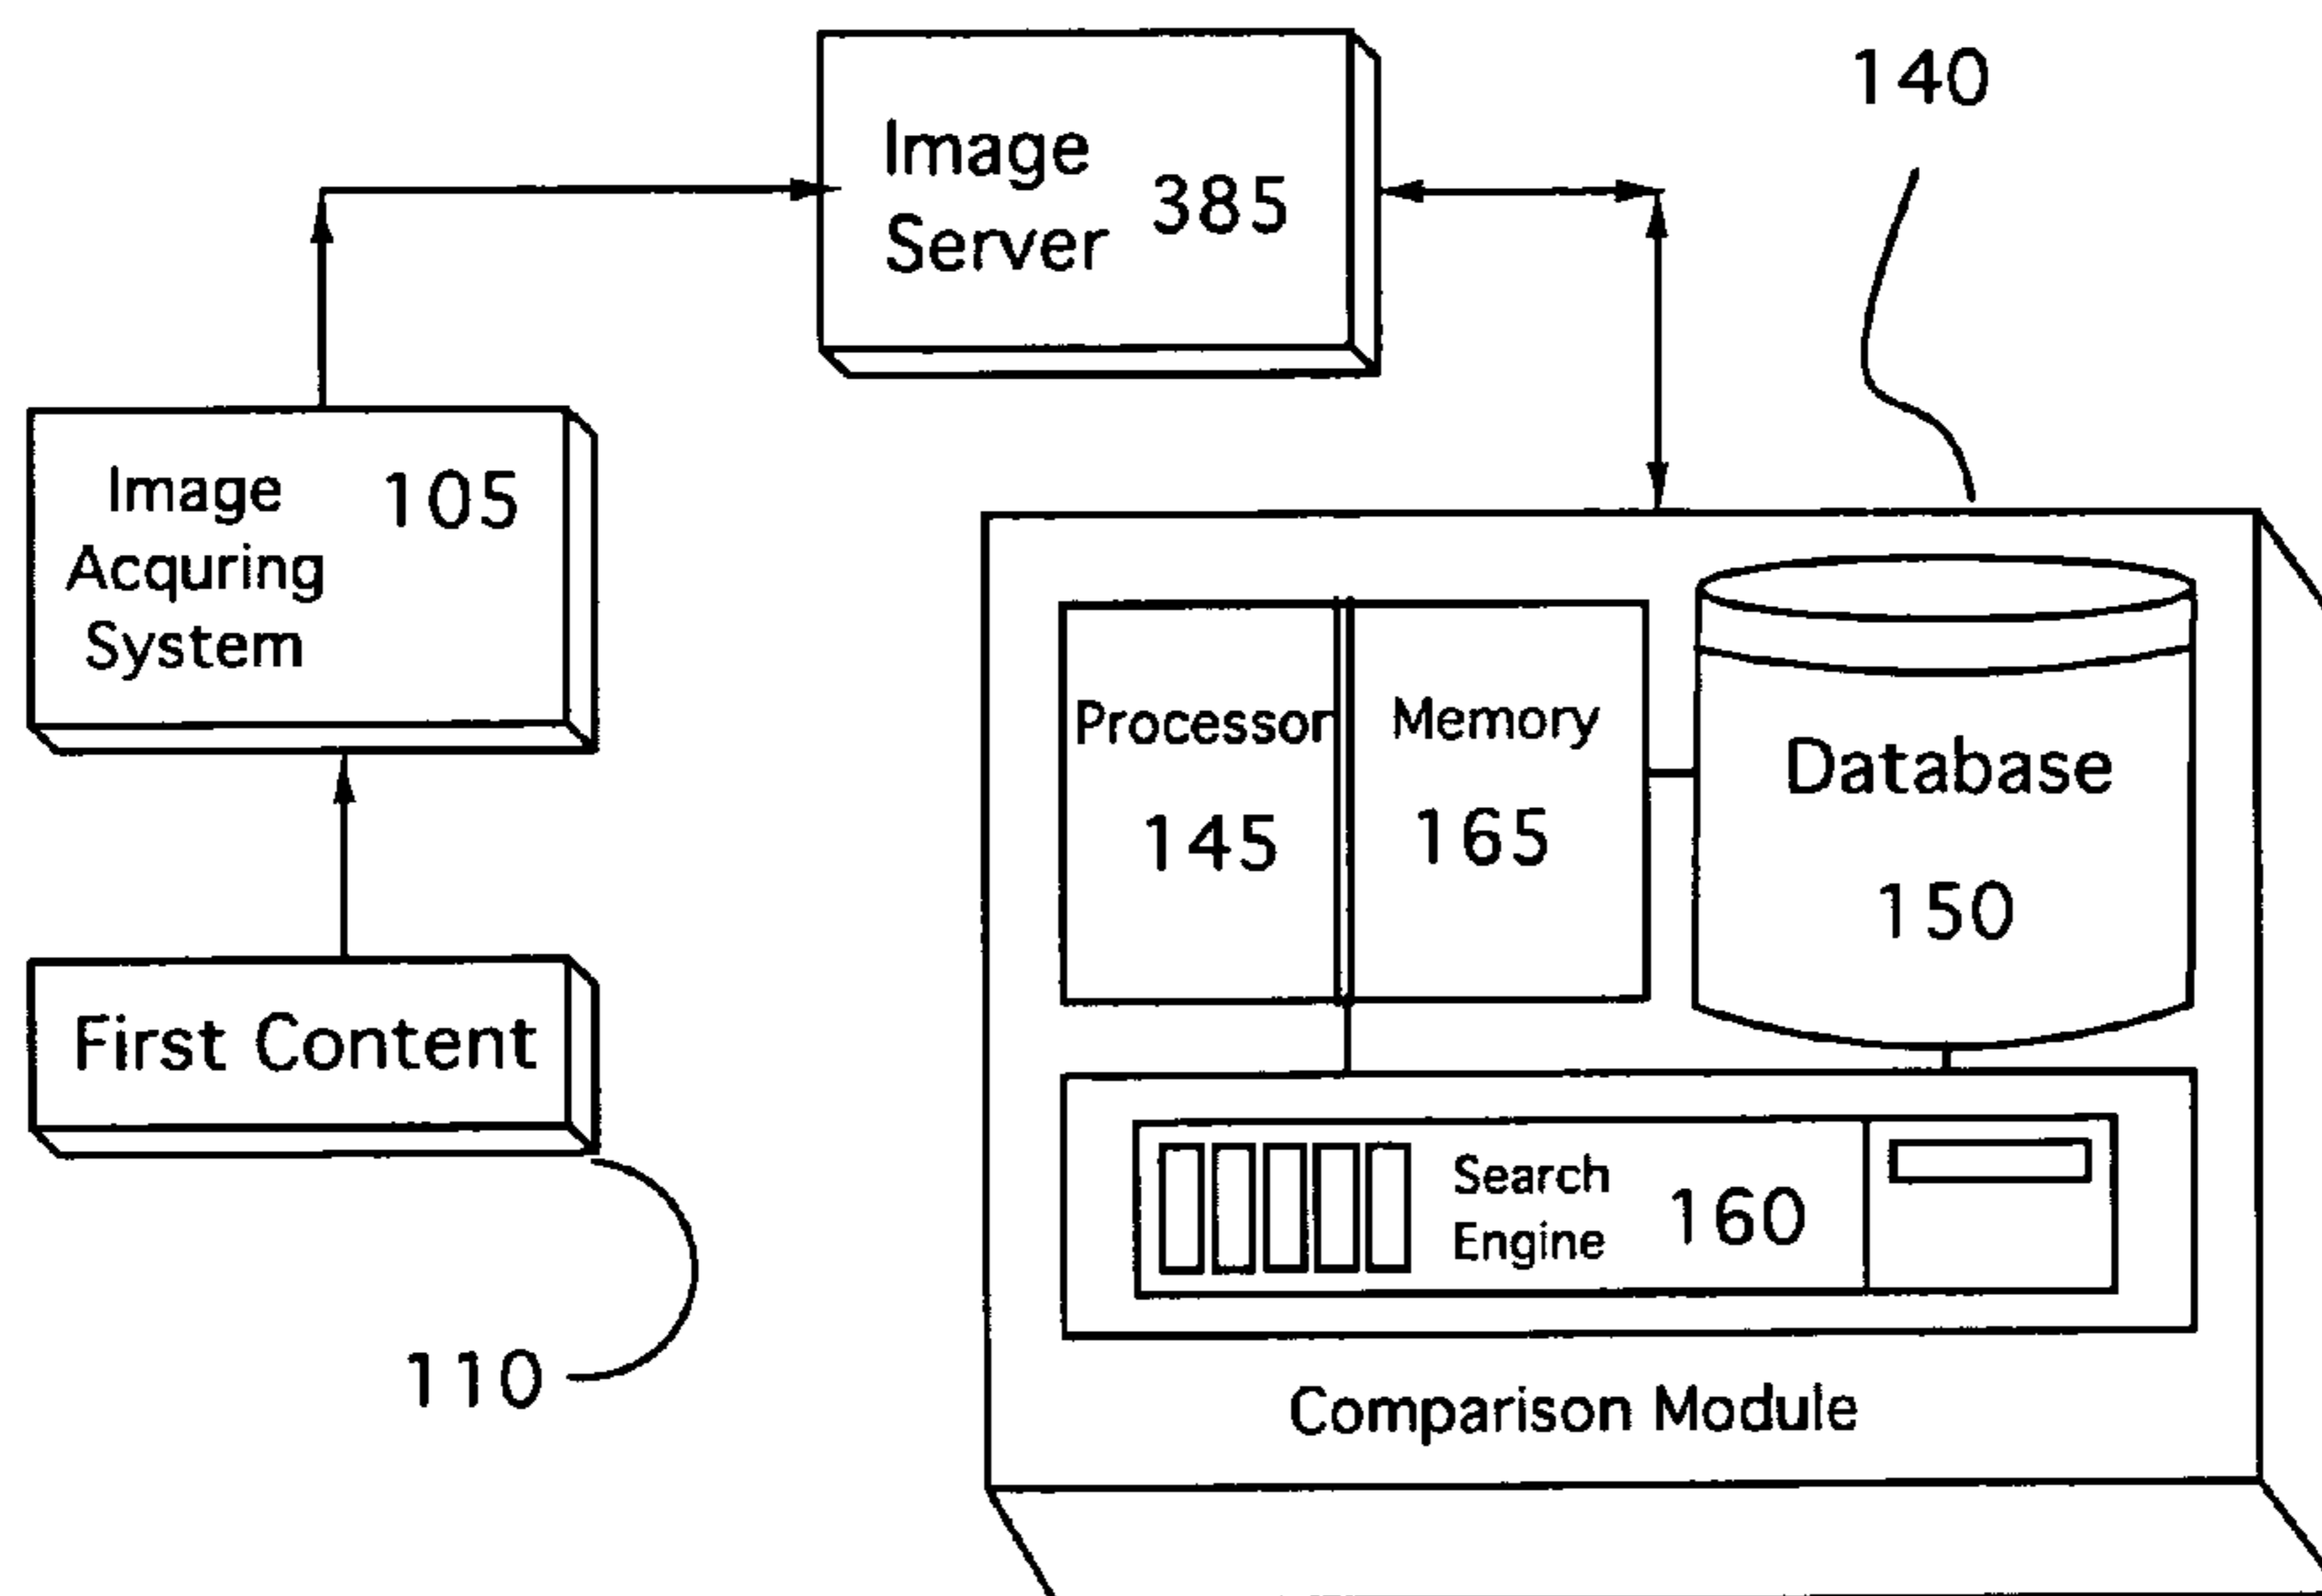 Image
Server
385
140
Image
Acquring
System
105
Processor
145
Memory
165
Database
150
First Content
110
Search
Engine
160
Comparison Module